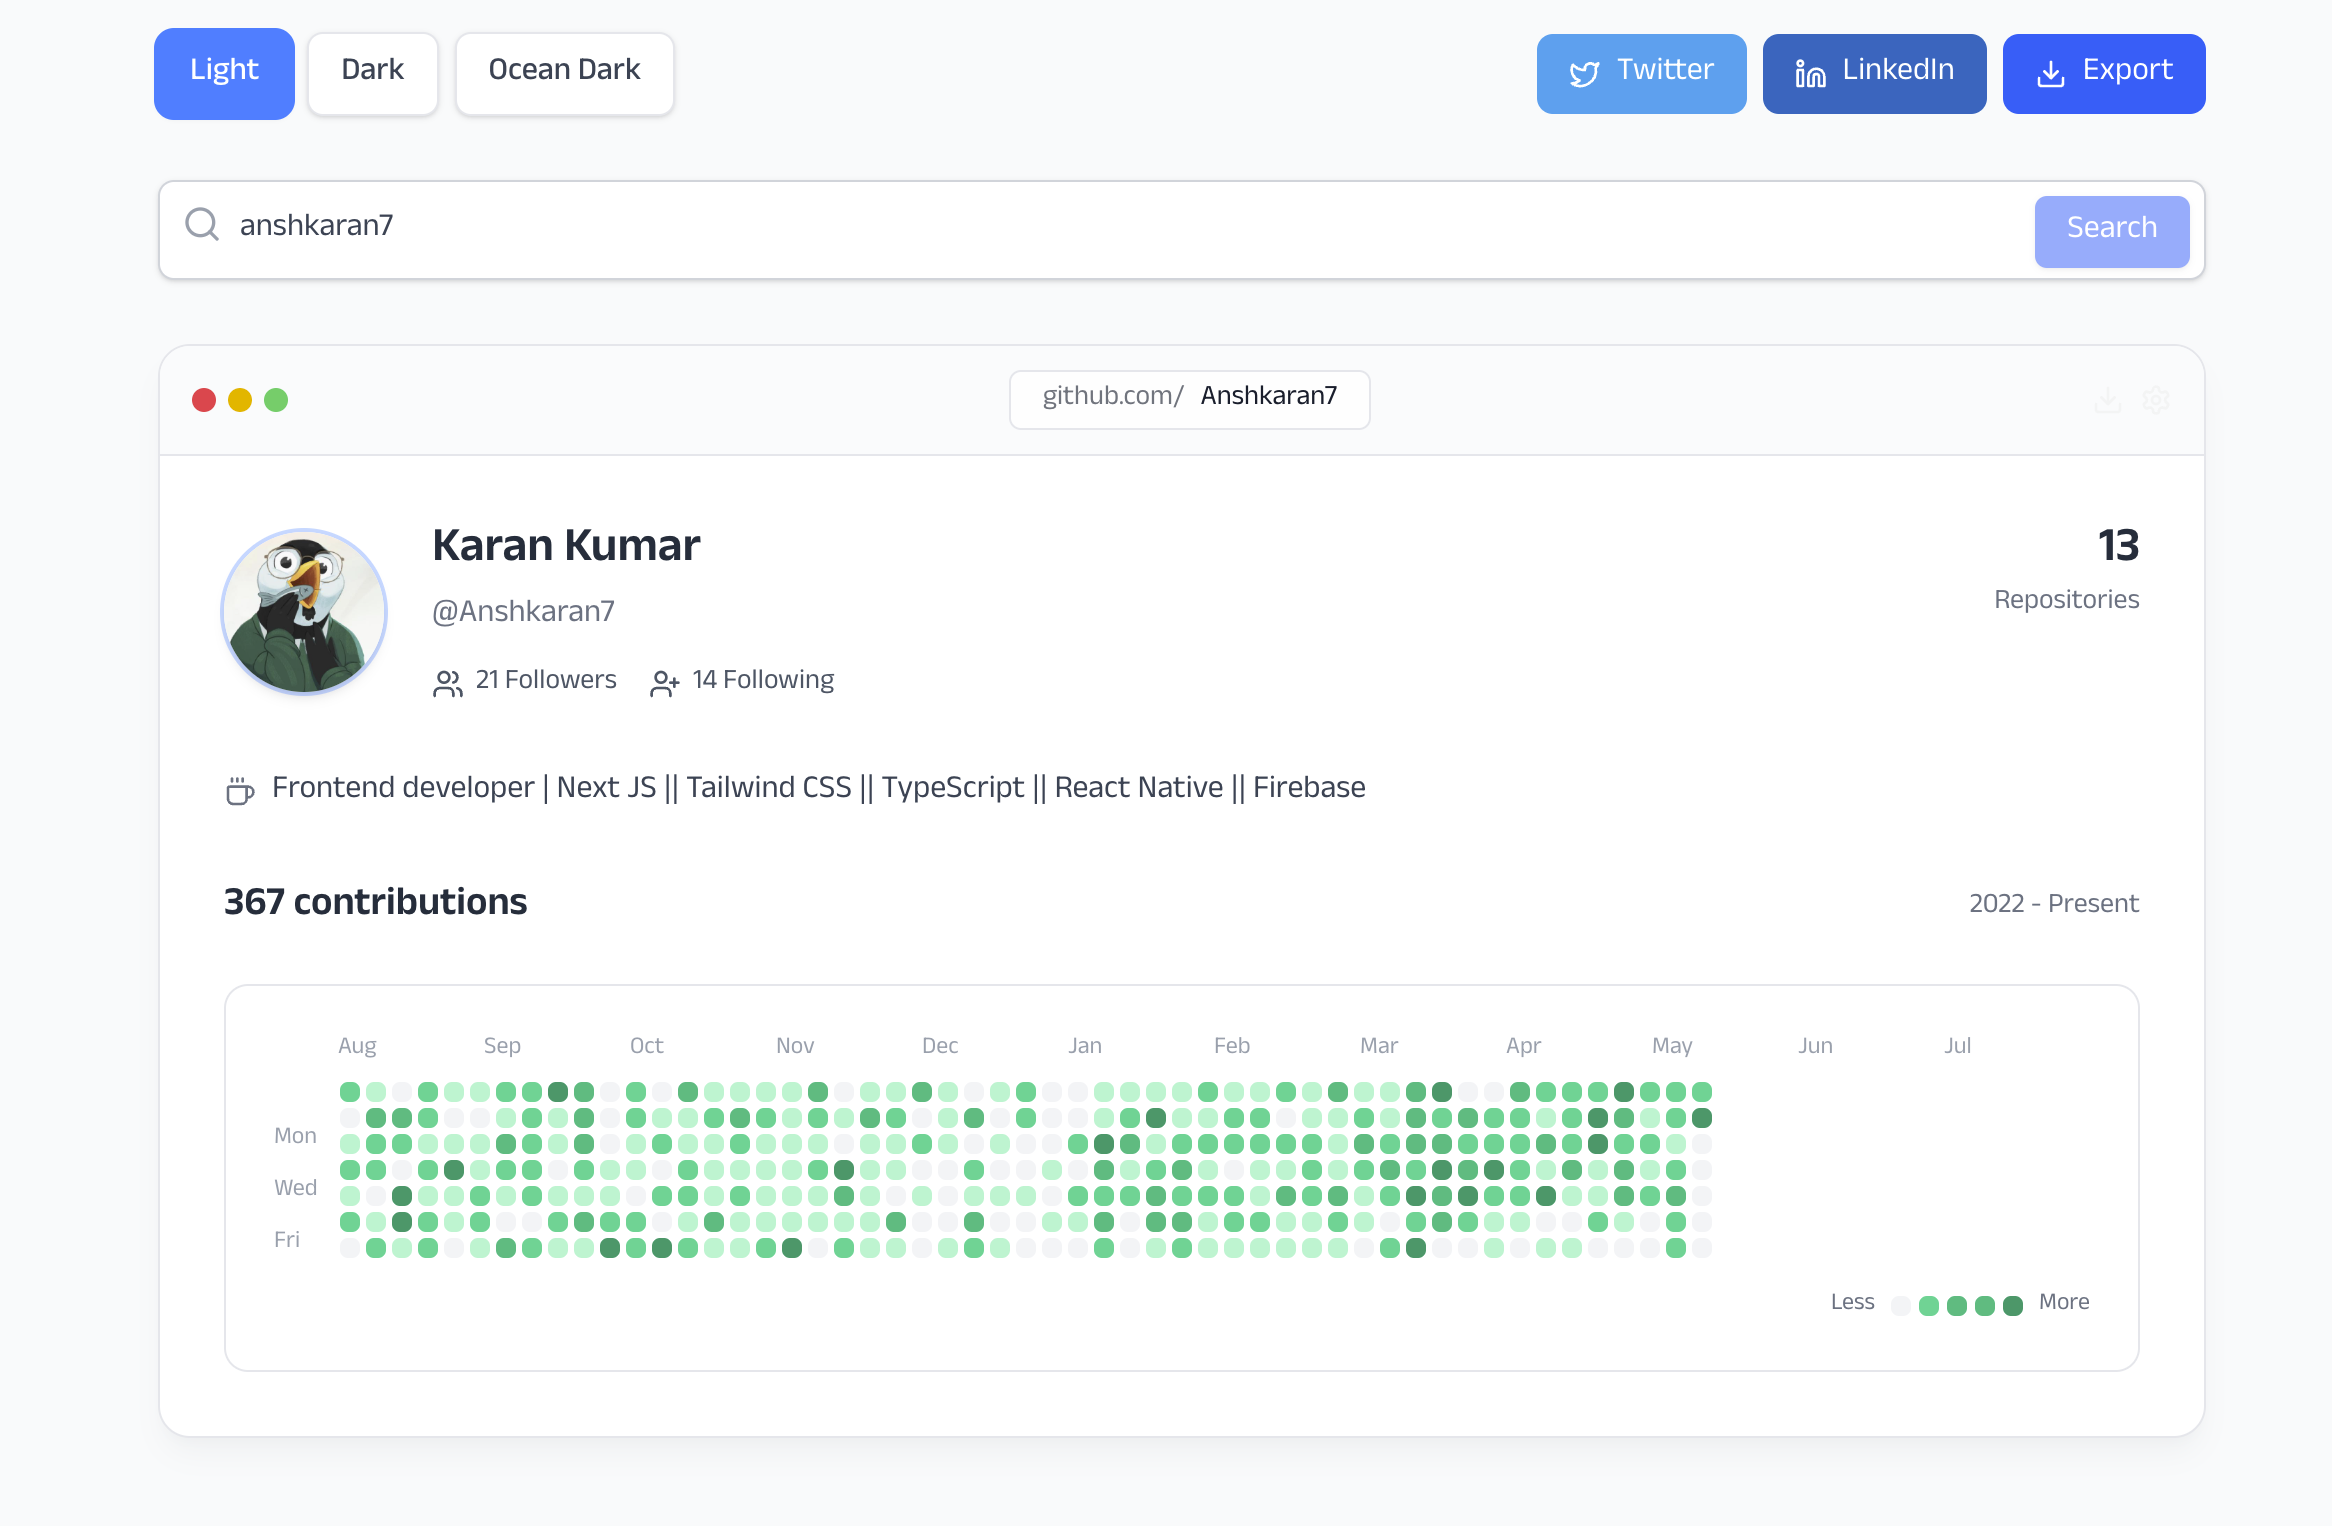 Light Dark Ocean Dark Twitter LinkedIn Export
anshkaran7 Search
github.com/ Anshkaran7
Karan Kumar 13
@Anshkaran7 Repositories
21 Followers 14 Following
Frontend developer | Next JS || Tailwind CSS || TypeScript || React Native || Firebase
367 contributions 2022 - Present
Aug Sep Oct Nov Dec Jan Feb Mar Apr May Jun Jul
Mon
Wed
Fri
Less More